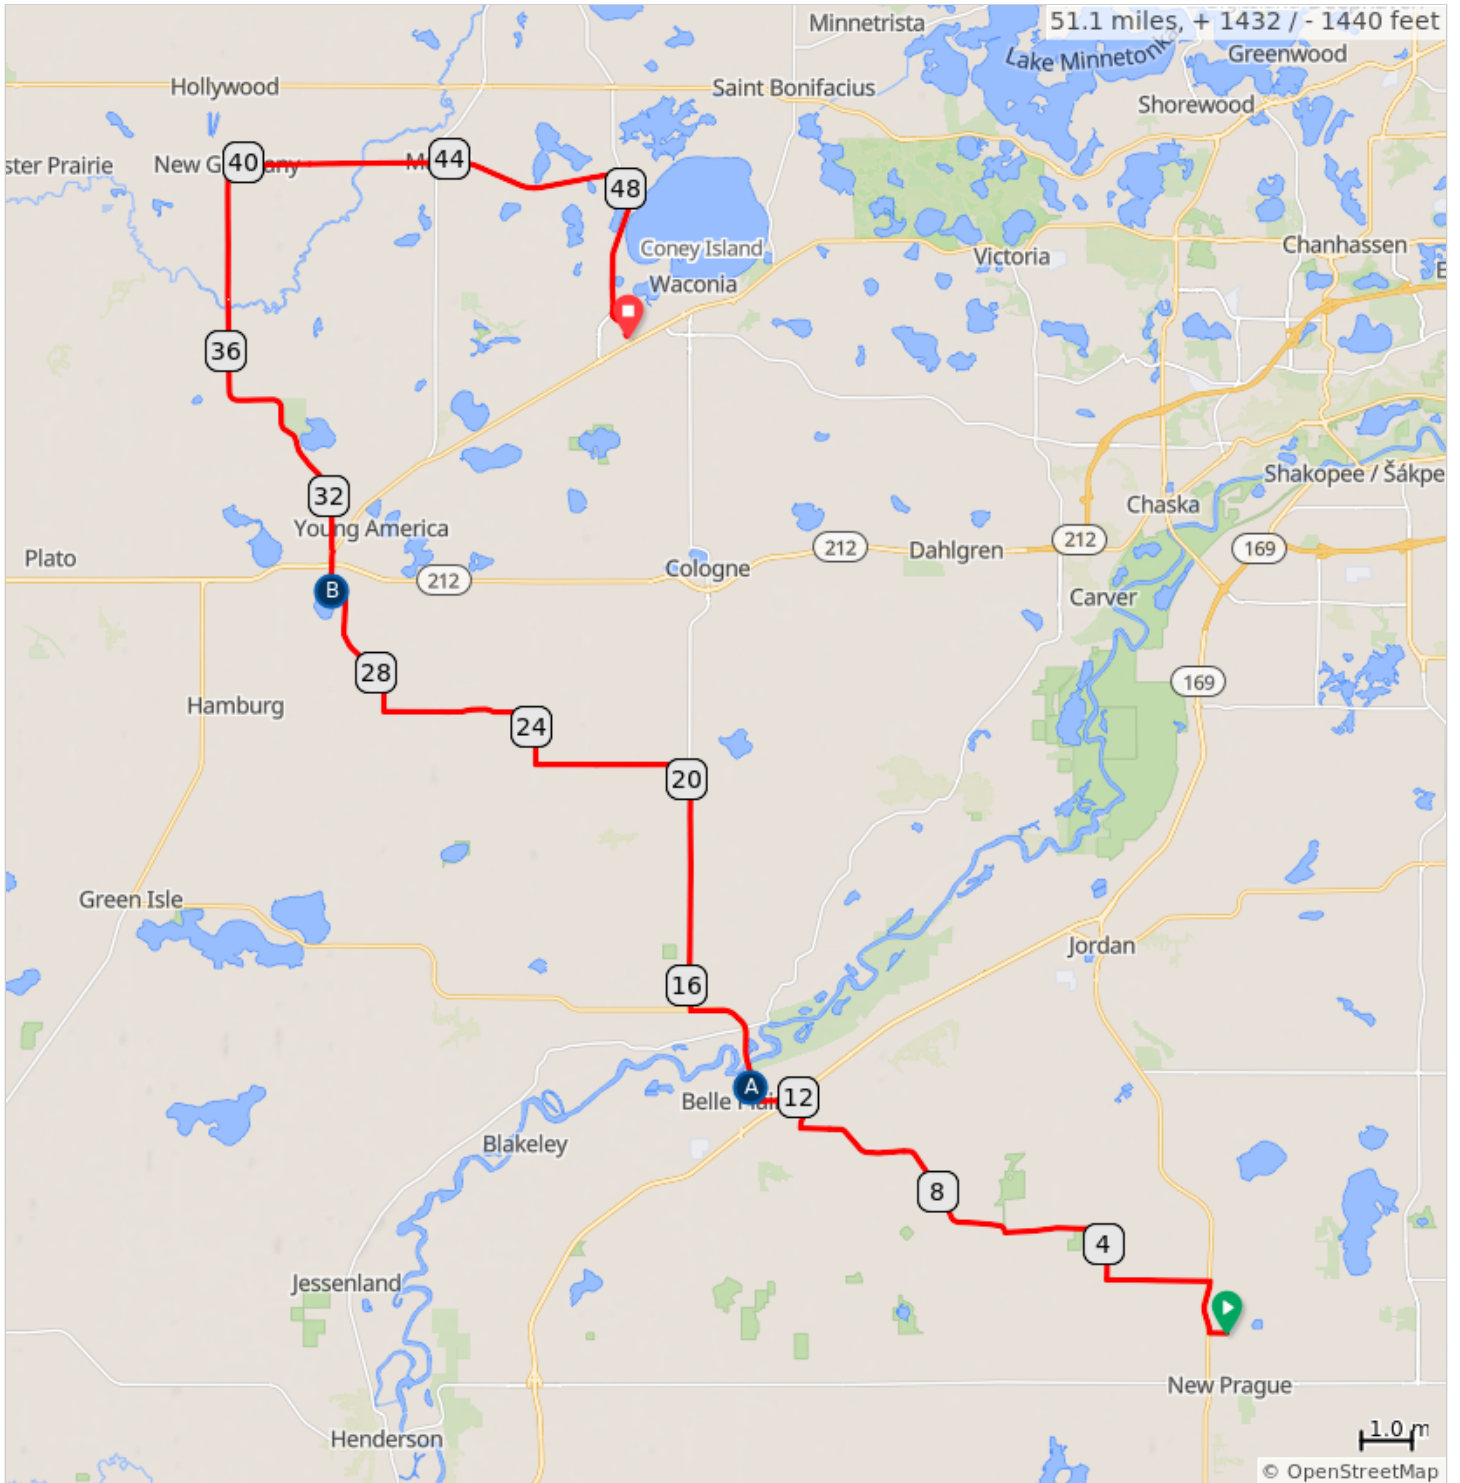 Minnetrista
51.1 miles, + 1432 / - 1440 feet
Lake Minnetonka
Greenwood
Hollywood
Saint Bonifacius
Shorewood
ster Prairie
40
44
48
Coney Island
Waconia
Victoria
Chanhassen
36
32
Young America
Shakopee / Šákpe
Chaska
Plato
212
Cologne
212
Dahlgren
212
169
B
Carver
28
169
Hamburg
24
20
Green Isle
16
Jordan
A
12
Belle
Blakeley
8
4
Jessenland
New Prague
Henderson
1.0 m
© OpenStreetMap